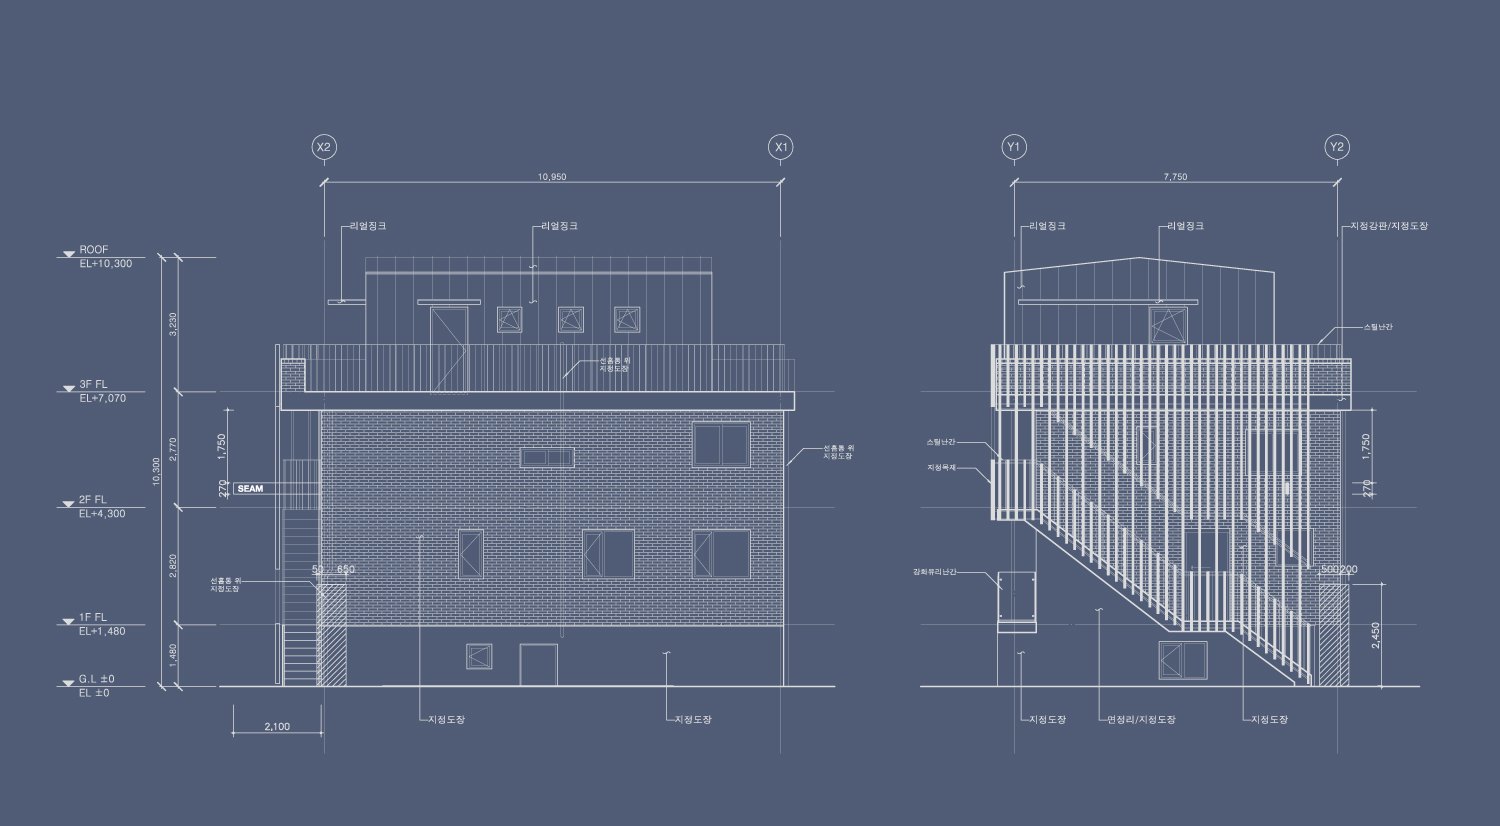 X2
X1
Y1
Y2
10,950
7,750
리얼징크
리얼징크
리얼징크
리얼징크
지정강판/지정도장
ROOF
EL+10,300
3,230
스틸난간
선홈통 위
지정도장
3F FL
EL+7,070
1,750
2,770
10,300
스틸난간
선홈통 위
지정도장
1,750
지정목재
270
SEAM
270
2F FL
EL+4,300
2,820
50
650
강화유리난간
500
200
선홈통 위
지정도장
1F FL
EL+1,480
1,480
2,450
G.L ±0
EL ±0
2,100
지정도장
지정도장
지정도장
면정리/지정도장
지정도장